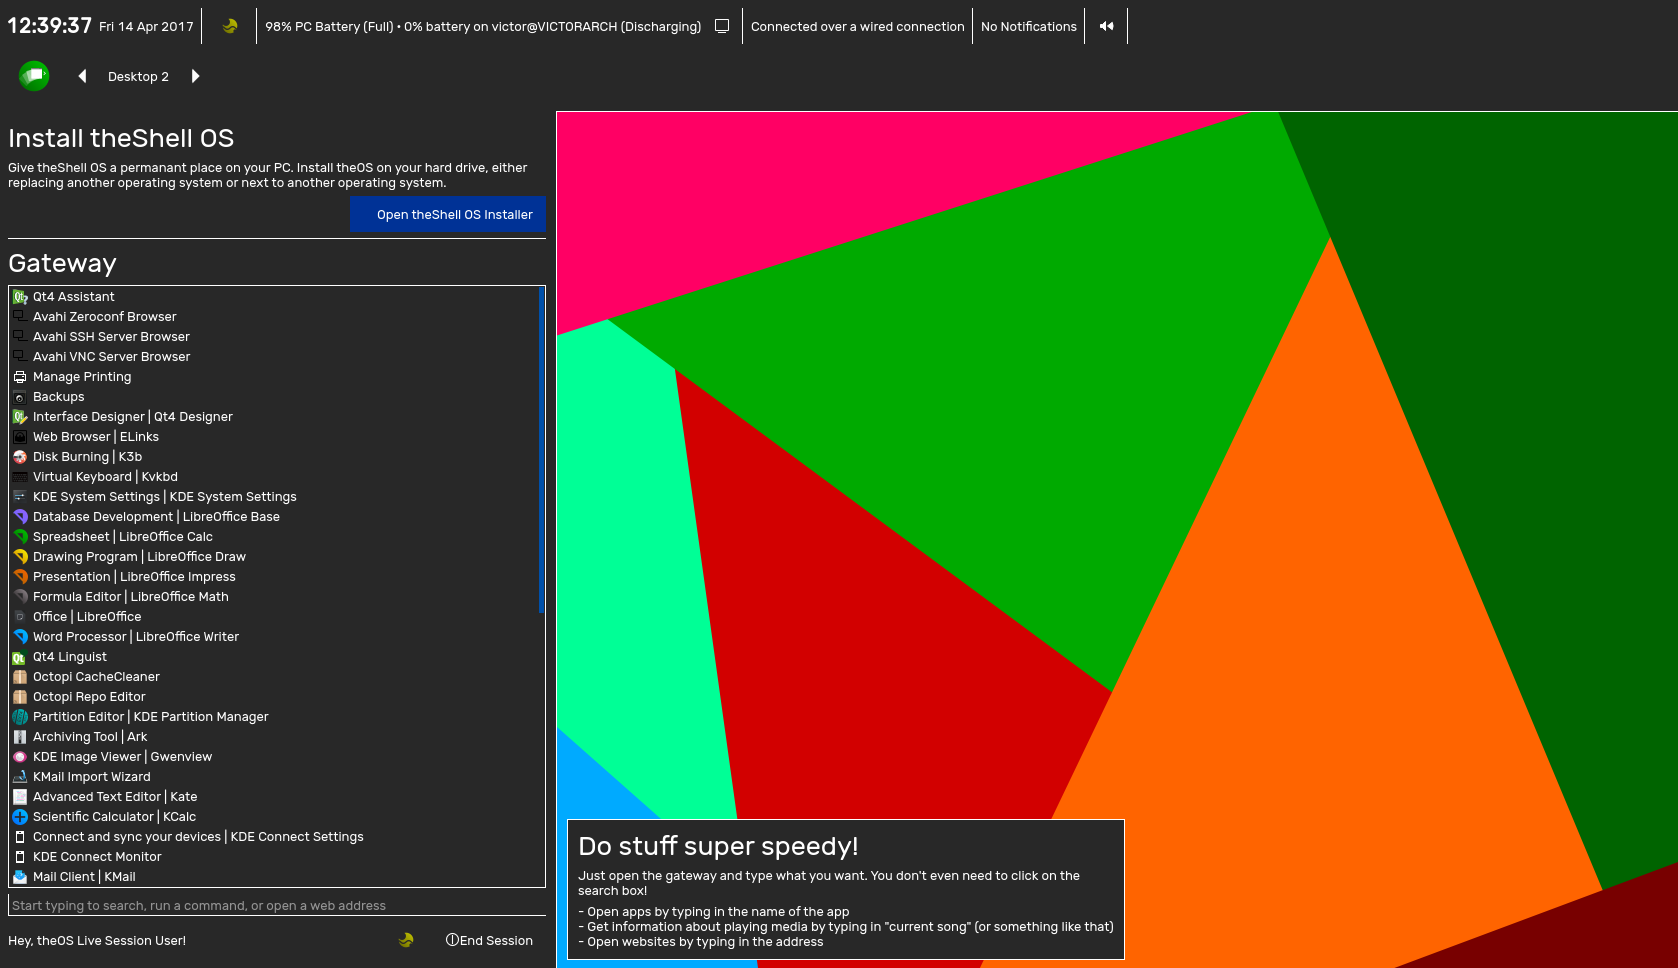 12:39:37 Fri 14 Apr 2017 98% PC Battery (Full) • 0% battery on victor@VICTORARCH (Discharging) Connected over a wired connection No Notifications
Desktop 2
Install theShell OS
Give theShell OS a permanant place on your PC. Install theOS on your hard drive, either
replacing another operating system or next to another operating system.
Open theShell OS Installer
Gateway
Qt4 Assistant
Avahi Zeroconf Browser
Avahi SSH Server Browser
Avahi VNC Server Browser
Manage Printing
Backups
Interface Designer | Qt4 Designer
Web Browser | ELinks
Disk Burning | K3b
Virtual Keyboard | Kvkbd
KDE System Settings | KDE System Settings
Database Development | LibreOffice Base
Spreadsheet | LibreOffice Calc
Drawing Program | LibreOffice Draw
Presentation | LibreOffice Impress
Formula Editor | LibreOffice Math
Office | LibreOffice
Word Processor | LibreOffice Writer
Qt4 Linguist
Octopi CacheCleaner
Octopi Repo Editor
Partition Editor | KDE Partition Manager
Archiving Tool | Ark
KDE Image Viewer | Gwenview
KMail Import Wizard
Advanced Text Editor | Kate
Scientific Calculator | KCalc
Connect and sync your devices | KDE Connect Settings
KDE Connect Monitor
Mail Client | KMail
Start typing to search, run a command, or open a web address
Hey, theOS Live Session User! End Session
Do stuff super speedy!
Just open the gateway and type what you want. You don't even need to click on the
search box!
- Open apps by typing in the name of the app
- Get information about playing media by typing in "current song" (or something like that)
- Open websites by typing in the address